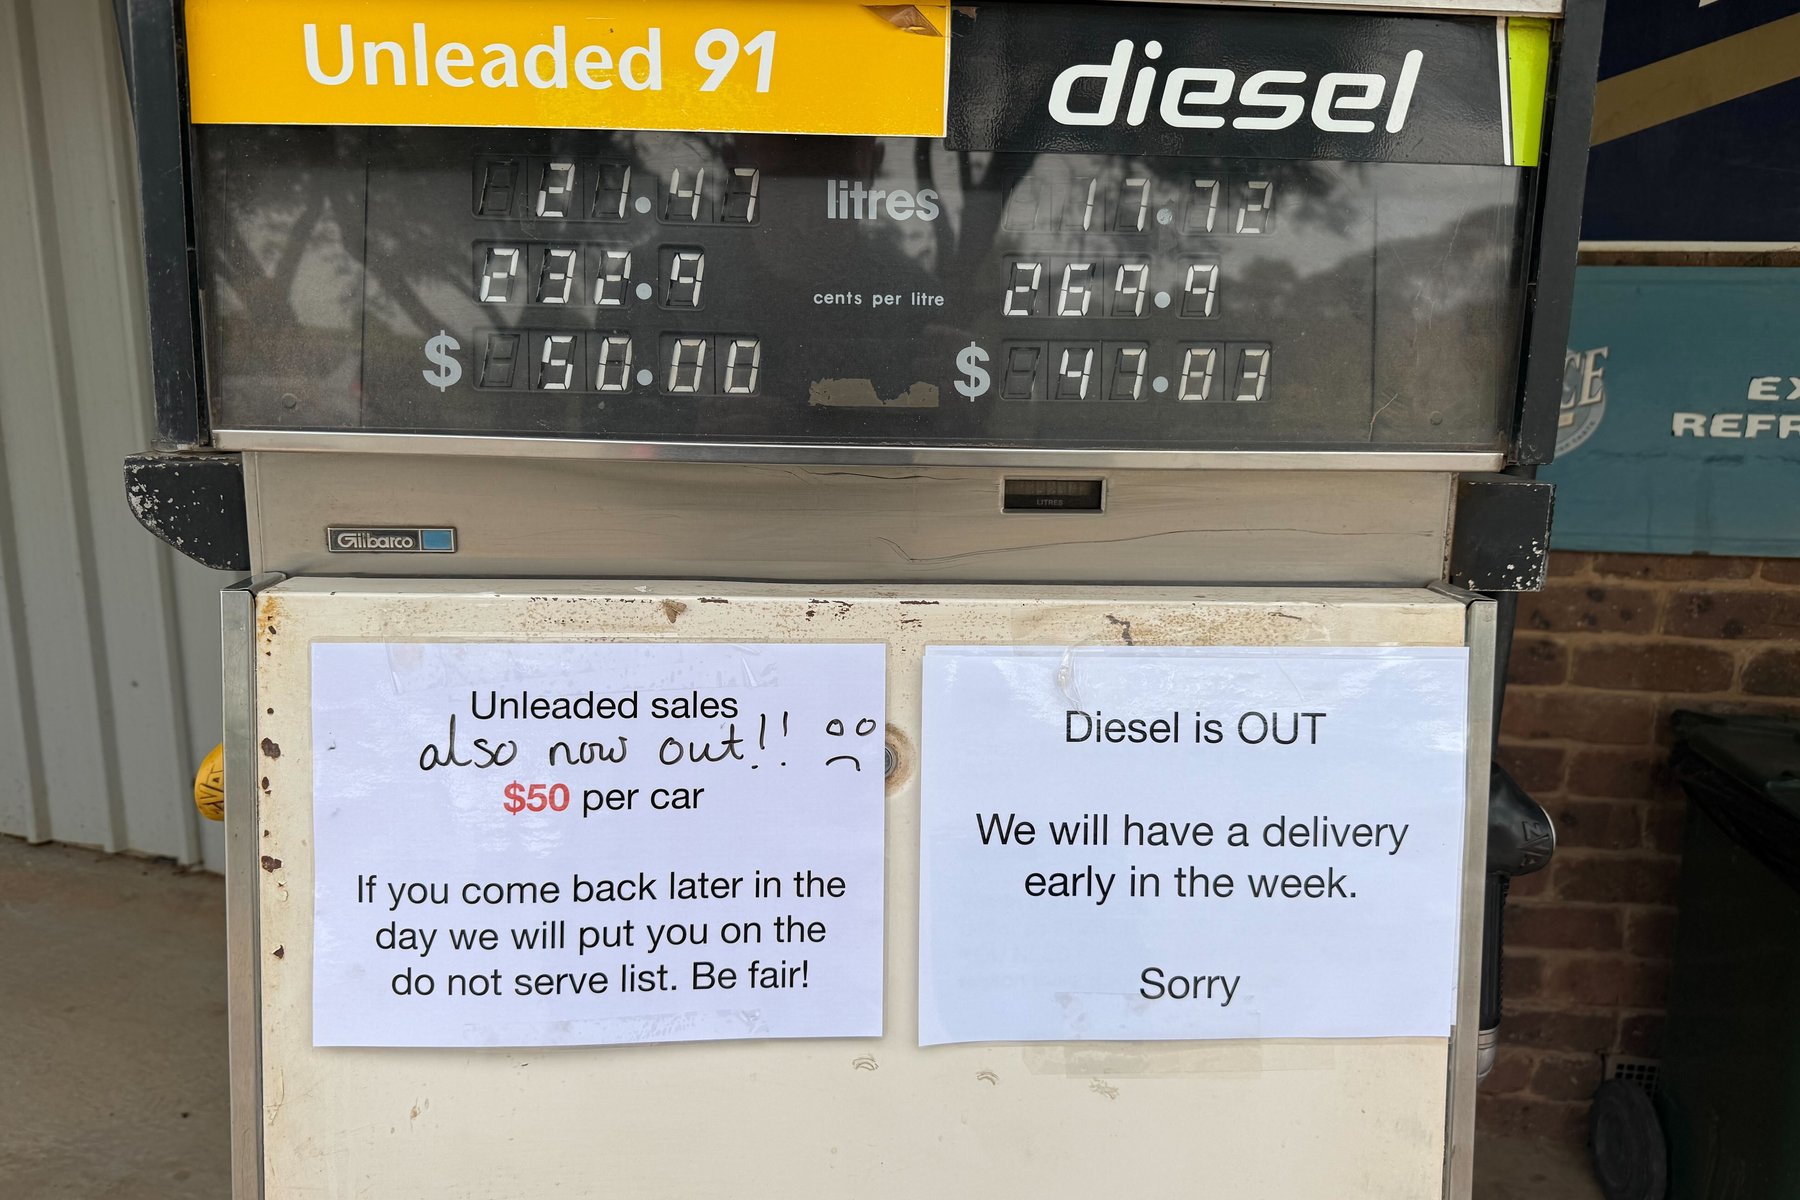 Unleaded 91
diesel
21.47 litres 17.72
232.9 cents per litre 269.9
$ 50.00 $ 47.83
LITRES
Gilbarco
Unleaded sales
also now out!!
$50 per car
If you come back later in the
day we will put you on the
do not serve list. Be fair!
Diesel is OUT
We will have a delivery
early in the week.
Sorry